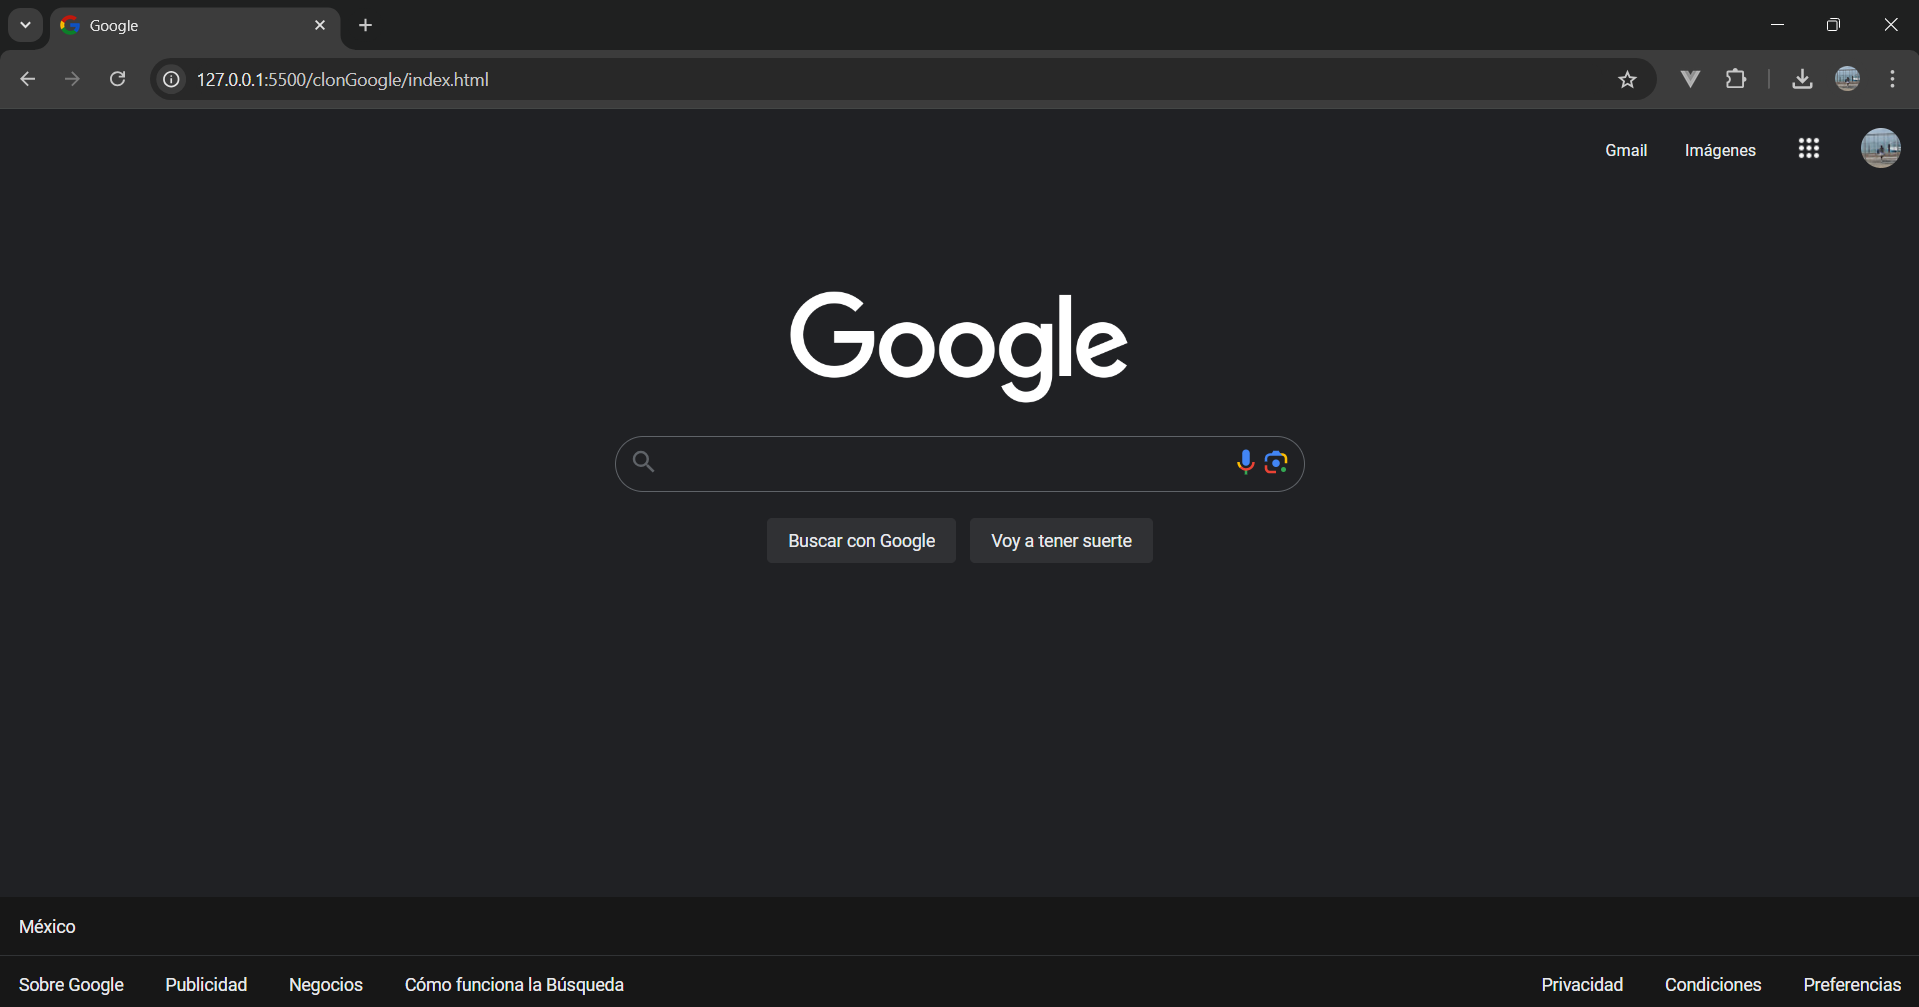 Google
127.0.0.1:5500/clonGoogle/index.html
Gmail Imágenes
Google
Buscar con Google Voy a tener suerte
México
Sobre Google Publicidad Negocios Cómo funciona la Búsqueda Privacidad Condiciones Preferencias